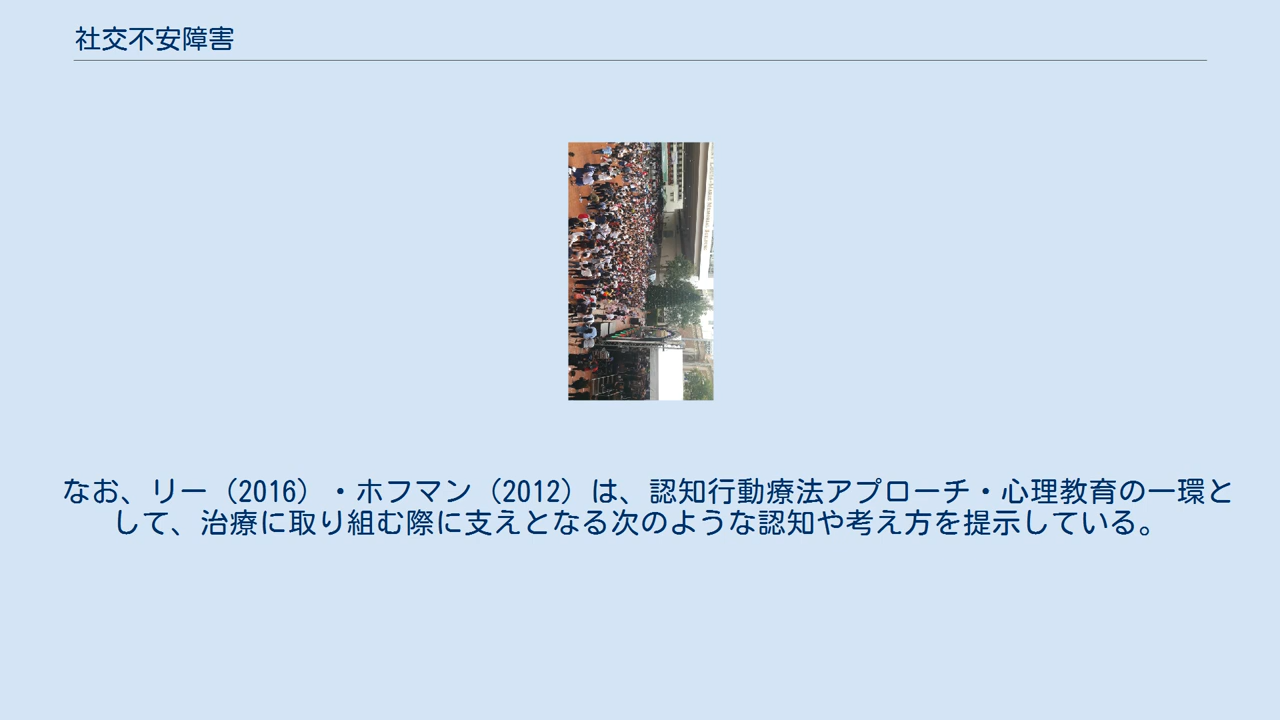 社交不安障害
なお、リー（2016）・ホフマン（2012）は、認知行動療法アプローチ・心理教育の一環と
して、治療に取り組む際に支えとなる次のような認知や考え方を提示している。